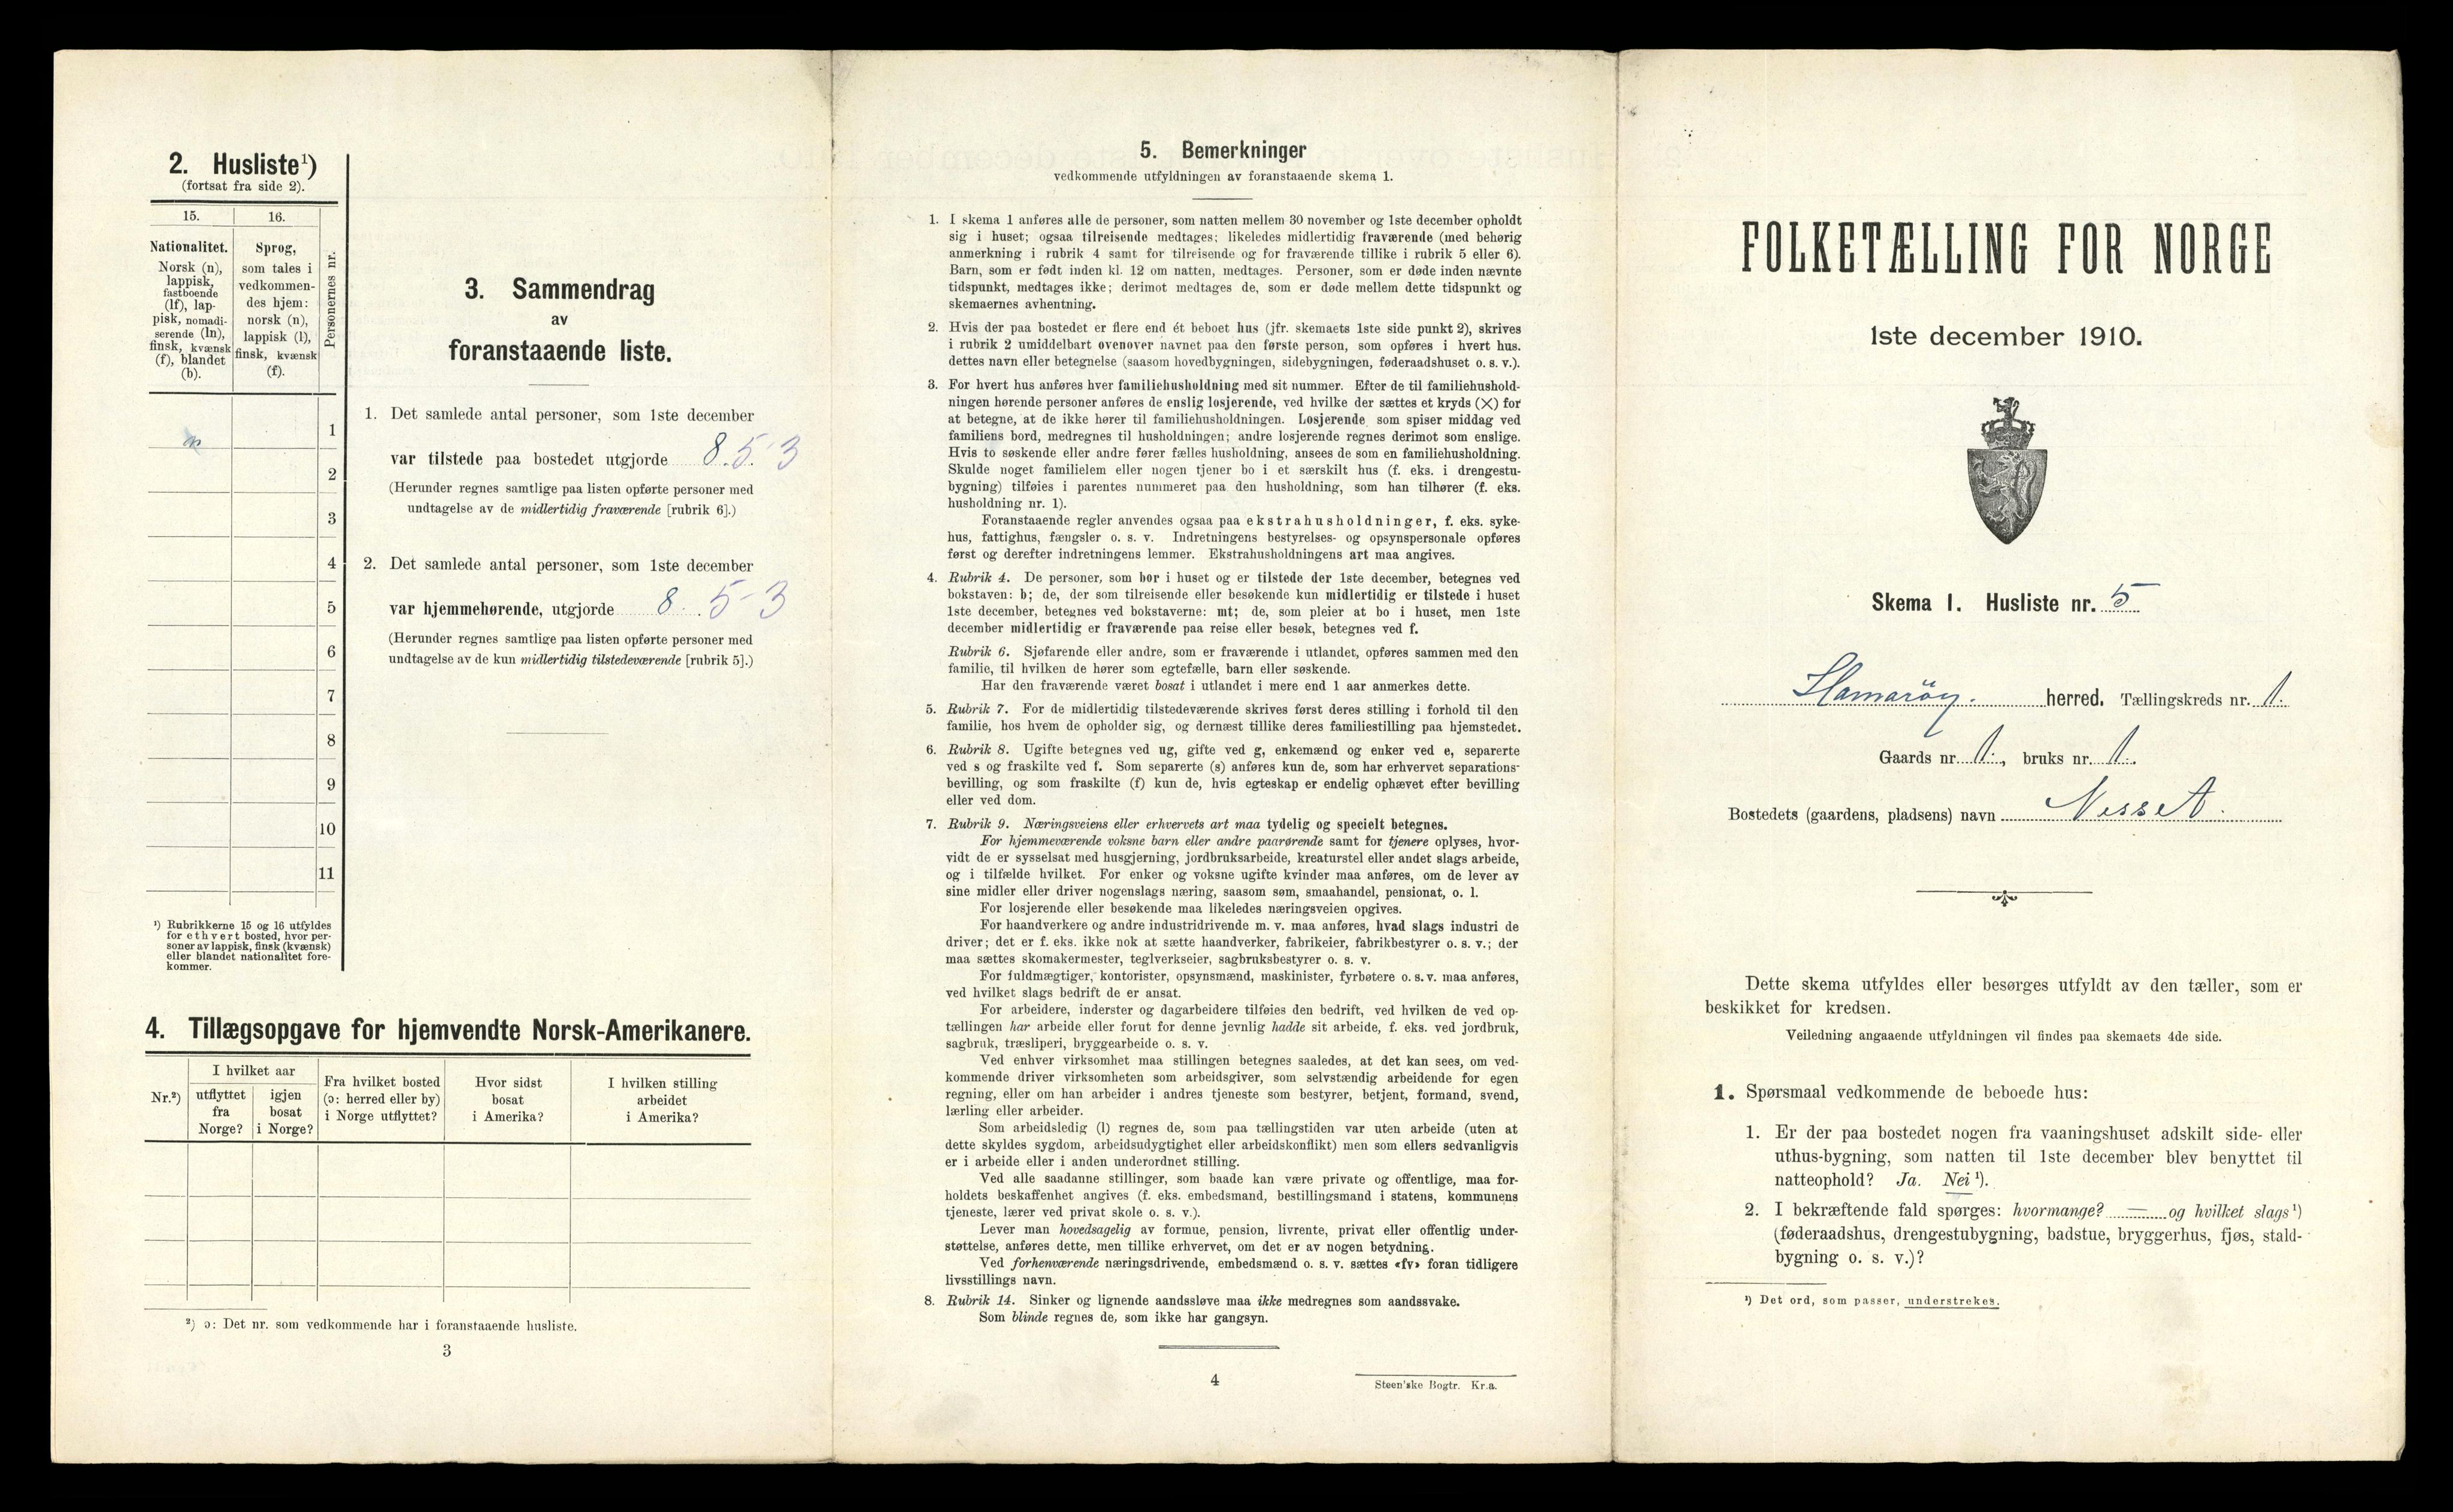 2. Husliste¹)
(fortsat fra side 2).
15.
16.
Personernes nr.
Nationalitet.
Norsk (n),
lappisk,
fastboende
(lf), lap-
pisk, nomadi-
serende (ln),
finsk, kvænsk
(f), blandet
(b).
Sprog,
som tales i
vedkommen-
des hjem:
norsk (n),
lappisk (l),
finsk, kvænsk
(f).
n
1
2
3
4
5
6
7
8
9
10
11
¹) Rubrikkerne 15 og 16 utfyldes
for ethvert bosted, hvor per-
soner av lappisk, finsk (kvænsk)
eller blandet nationalitet fore-
kommer.
3. Sammendrag
av
foranstaaende liste.
1. Det samlede antal personer, som 1ste december
var tilstede paa bostedet utgjorde 8. 5-3
(Herunder regnes samtlige paa listen opførte personer med
undtagelse av de midlertidig fraværende [rubrik 6].)
2. Det samlede antal personer, som 1ste december
var hjemmehørende, utgjorde 8. 5-3
(Herunder regnes samtlige paa listen opførte personer med
undtagelse av de kun midlertidig tilstedeværende [rubrik 5].)
4. Tillægsopgave for hjemvendte Norsk-Amerikanere.
Nr.²)
I hvilket aar
utflyttet
fra
Norge?
igjen
bosat
i Norge?
Fra hvilket bosted
(ɔ: herred eller by)
i Norge utflyttet?
Hvor sidst
bosat
i Amerika?
I hvilken stilling
arbeidet
i Amerika?
²) ɔ: Det nr. som vedkommende har i foranstaaende husliste.
3
5. Bemerkninger
vedkommende utfyldningen av foranstaaende skema 1.
1. I skema 1 anføres alle de personer, som natten mellem 30 november og 1ste december opholdt
sig i huset; ogsaa tilreisende medtages; likeledes midlertidig fraværende (med behørig
anmerkning i rubrik 4 samt for tilreisende og for fraværende tillike i rubrik 5 eller 6).
Barn, som er født inden kl. 12 om natten, medtages. Personer, som er døde inden nævnte
tidspunkt, medtages ikke; derimot medtages de, som er døde mellem dette tidspunkt og
skemaernes avhentning.
2. Hvis der paa bostedet er flere end ét beboet hus (jfr. skemaets 1ste side punkt 2), skrives
i rubrik 2 umiddelbart ovenover navnet paa den første person, som opføres i hvert hus.
dettes navn eller betegnelse (saasom hovedbygningen, sidebygningen, føderaadshuset o. s. v.).
3. For hvert hus anføres hver familiehusholdning med sit nummer. Efter de til familiehushold-
ningen hørende personer anføres de enslig losjerende, ved hvilke der sættes et kryds (×) for
at betegne, at de ikke hører til familiehusholdningen. Losjerende som spiser middag ved
familiens bord, medregnes til husholdningen; andre losjerende regnes derimot som enslige.
Hvis to søskende eller andre fører fælles husholdning, ansees de som en familiehusholdning.
Skulde noget familielem eller nogen tjener bo i et særskilt hus (f. eks. i drengestu-
bygning) tilføies i parentes nummeret paa den husholdning, som han tilhører (f. eks.
husholdning nr. 1).
Foranstaaende regler anvendes ogsaa paa ekstrahusholdninger, f. eks. syke-
hus, fattighus, fængsler o. s. v. Indretningens bestyrelses- og opsynspersonale opføres
først og derefter indretningens lemmer. Ekstrahusholdningens art maa angives.
4. Rubrik 4. De personer, som bor i huset og er tilstede der 1ste december, betegnes ved
bokstaven: b; de, der som tilreisende eller besøkende kun midlertidig er tilstede i huset
1ste december, betegnes ved bokstaverne: mt; de, som pleier at bo i huset, men 1ste
december midlertidig er fraværende paa reise eller besøk, betegnes ved f.
Rubrik 6. Sjøfarende eller andre, som er fraværende i utlandet, opføres sammen med den
familie, til hvilken de hører som egtefælle, barn eller søskende.
Har den fraværende været bosat i utlandet i mere end 1 aar anmerkes dette.
5. Rubrik 7. For de midlertidig tilstedeværende skrives først deres stilling i forhold til den
familie, hos hvem de opholder sig, og dernæst tillike deres familiestilling paa hjemstedet.
6. Rubrik 8. Ugifte betegnes ved ug, gifte ved g, enkemænd og enker ved e, separerte
ved s og fraskilte ved f. Som separerte (s) anføres kun de, som har erhvervet separations-
bevilling, og som fraskilte (f) kun de, hvis egteskap er endelig ophævet efter bevilling
eller ved dom.
7. Rubrik 9. Næringsveiens eller erhvervets art maa tydelig og specielt betegnes.
For hjemmeværende voksne barn eller andre paarørende samt for tjenere oplyses, hvor-
vidt de er sysselsat med husgjerning, jordbruksarbeide, kreaturstel eller andet slags arbeide,
og i tilfælde hvilket. For enker og voksne ugifte kvinder maa anføres, om de lever av
sine midler eller driver nogenslags næring, saasom søm, smaahandel, pensionat, o. l.
For losjerende eller besøkende maa likeledes næringsveien opgives.
For haandverkere og andre industridrivende m. v. maa anføres, hvad slags industri de
driver; det er f. eks. ikke nok at sætte haandverker, fabrikeier, fabrikbestyrer o. s. v.; der
maa sættes skomakermester, teglverkseier, sagbruksbestyrer o. s. v.
For fuldmægtiger, kontorister, opsynsmænd, maskinister, fyrbøtere o. s. v. maa anføres,
ved hvilket slags bedrift de er ansat.
For arbeidere, inderster og dagarbeidere tilføies den bedrift, ved hvilken de ved op-
tællingen har arbeide eller forut for denne jevnlig hadde sit arbeide, f. eks. ved jordbruk,
sagbruk, træsliperi, bryggearbeide o. s. v.
Ved enhver virksomhet maa stillingen betegnes saaledes, at det kan sees, om ved-
kommende driver virksomheten som arbeidsgiver, som selvstændig arbeidende for egen
regning, eller om han arbeider i andres tjeneste som bestyrer, betjent, formand, svend,
lærling eller arbeider.
Som arbeidsledig (l) regnes de, som paa tællingstiden var uten arbeide (uten at
dette skyldes sygdom, arbeidsudygtighet eller arbeidskonflikt) men som ellers sedvanligvis
er i arbeide eller i anden underordnet stilling.
Ved alle saadanne stillinger, som baade kan være private og offentlige, maa for-
holdets beskaffenhet angives (f. eks. embedsmand, bestillingsmand i statens, kommunens
tjeneste, lærer ved privat skole o. s. v.).
Lever man hovedsagelig av formue, pension, livrente, privat eller offentlig under-
støttelse, anføres dette, men tillike erhvervet, om det er av nogen betydning.
Ved forhenværende næringsdrivende, embedsmænd o. s. v. sættes «fv» foran tidligere
livsstillings navn.
8. Rubrik 14. Sinker og lignende aandssløve maa ikke medregnes som aandssvake.
Som blinde regnes de, som ikke har gangsyn.
4
Steen'ske Bogtr. Kr.a.
FOLKETÆLLING FOR NORGE
1ste december 1910.
Skema 1. Husliste nr. 5
Hamarøy. herred. Tællingskreds nr. 1.
Gaards nr. 1., bruks nr. 1.
Bostedets (gaardens, pladsens) navn Nesset.
Dette skema utfyldes eller besørges utfyldt av den tæller, som er
beskikket for kredsen.
Veiledning angaaende utfyldningen vil findes paa skemaets 4de side.
1. Spørsmaal vedkommende de beboede hus:
1. Er der paa bostedet nogen fra vaaningshuset adskilt side- eller
uthus-bygning, som natten til 1ste december blev benyttet til
natteophold? Ja. Nei ¹).
2. I bekræftende fald spørges: hvormange? — og hvilket slags ¹)
(føderaadshus, drengestubygning, badstue, bryggerhus, fjøs, stald-
bygning o. s. v.)?
¹) Det ord, som passer, understrekes.